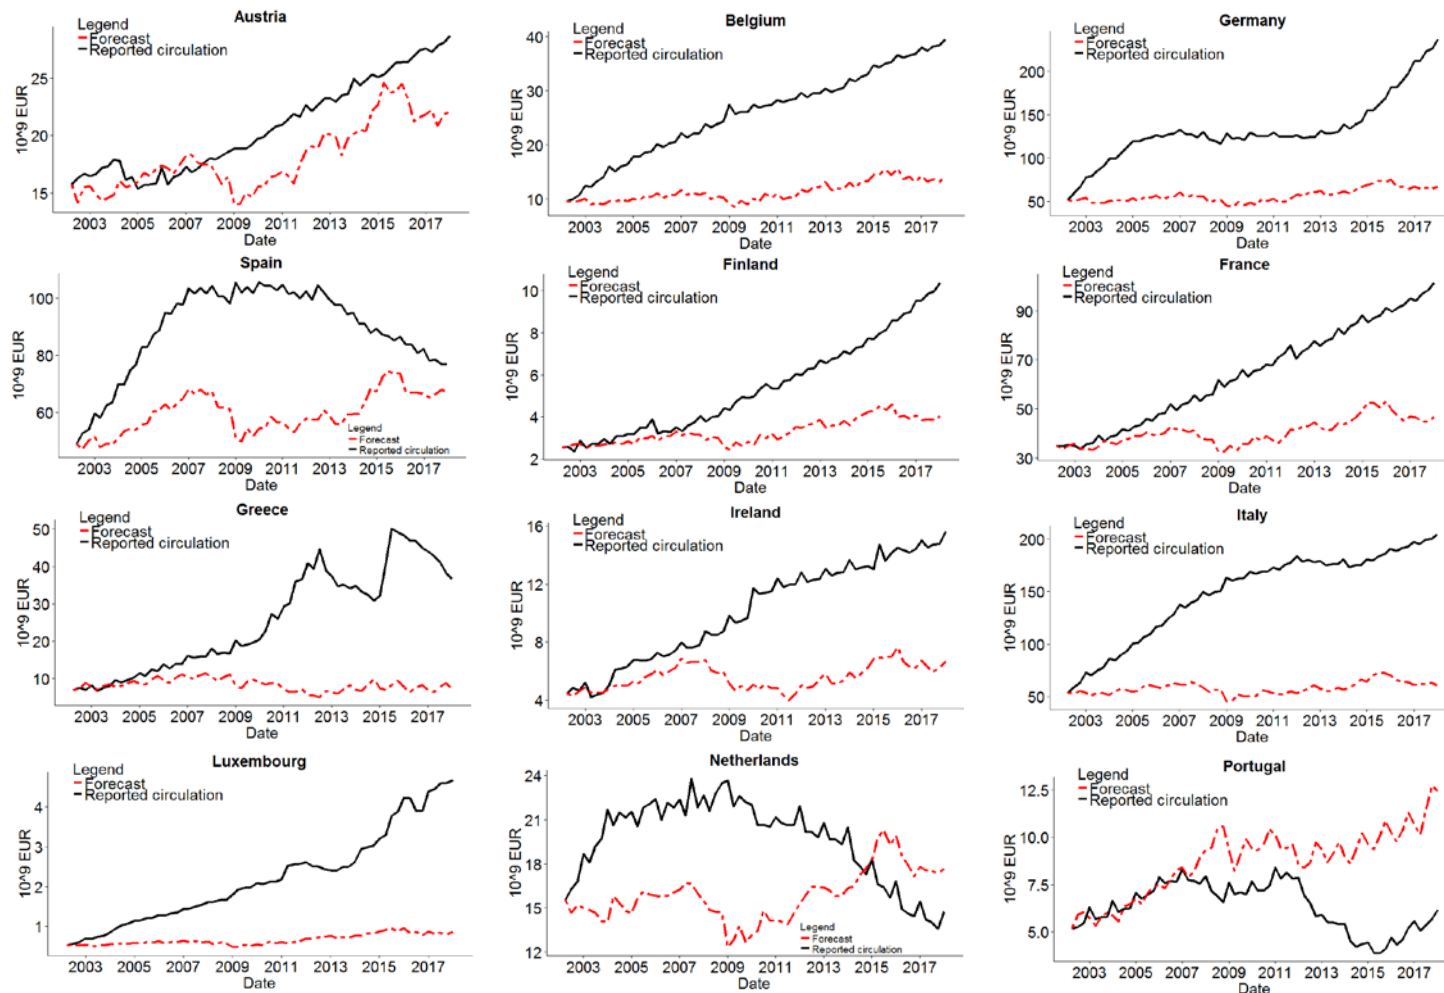 Austria
Legend
Forecast
Reported circulation
10^9 EUR
25
20
15
2003 2005 2007 2009 2011 2013 2015 2017
Date
Belgium
Legend
Forecast
Reported circulation
10^9 EUR
40
30
20
10
2003 2005 2007 2009 2011 2013 2015 2017
Date
Germany
Legend
Forecast
Reported circulation
10^9 EUR
200
150
100
50
2003 2005 2007 2009 2011 2013 2015 2017
Date
Spain
10^9 EUR
100
80
60
Legend
Forecast
Reported circulation
2003 2005 2007 2009 2011 2013 2015 2017
Date
Finland
Legend
Forecast
Reported circulation
10^9 EUR
10
8
6
4
2
2003 2005 2007 2009 2011 2013 2015 2017
Date
France
Legend
Forecast
Reported circulation
10^9 EUR
90
70
50
30
2003 2005 2007 2009 2011 2013 2015 2017
Date
Greece
Legend
Forecast
Reported circulation
10^9 EUR
50
40
30
20
10
2003 2005 2007 2009 2011 2013 2015 2017
Date
Ireland
Legend
Forecast
Reported circulation
10^9 EUR
16
12
8
4
2003 2005 2007 2009 2011 2013 2015 2017
Date
Italy
Legend
Forecast
Reported circulation
10^9 EUR
200
150
100
50
2003 2005 2007 2009 2011 2013 2015 2017
Date
Luxembourg
Legend
Forecast
Reported circulation
10^9 EUR
4
3
2
1
2003 2005 2007 2009 2011 2013 2015 2017
Date
Netherlands
10^9 EUR
24
21
18
15
12
Legend
Forecast
Reported circulation
2003 2005 2007 2009 2011 2013 2015 2017
Date
Portugal
Legend
Forecast
Reported circulation
10^9 EUR
12.5
10.0
7.5
5.0
2003 2005 2007 2009 2011 2013 2015 2017
Date